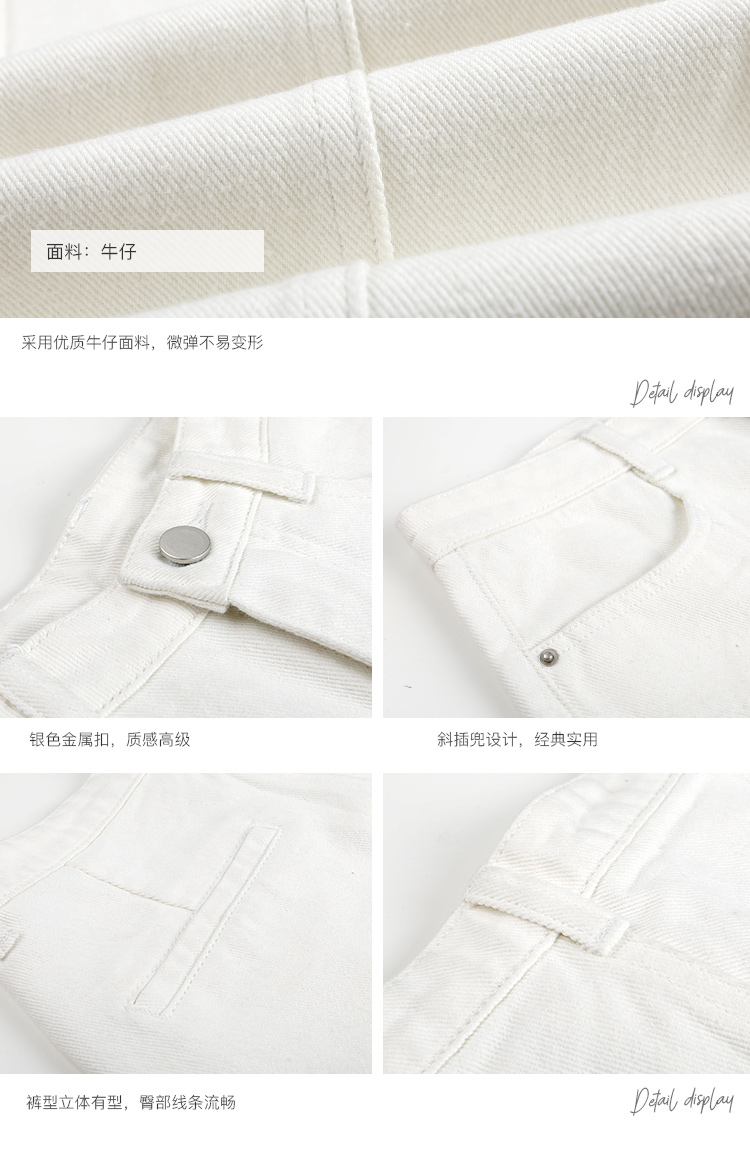 面料：牛仔
采用优质牛仔面料，微弹不易变形
Detail display
银色金属扣，质感高级
斜插兜设计，经典实用
裤型立体有型，臀部线条流畅
Detail display